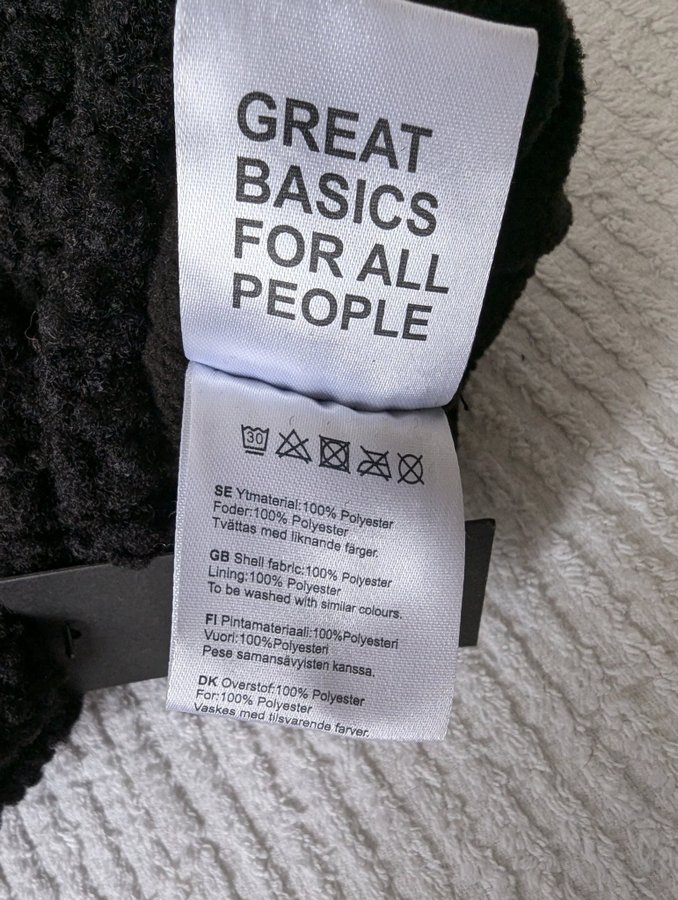 GREAT
BASICS
FOR ALL
PEOPLE
30
SE Ytmaterial:100% Polyester
Foder:100% Polyester
Tvättas med liknande färger.
GB Shell fabric:100% Polyester
Lining:100% Polyester
To be washed with similar colours.
FI Pintamateriaali:100%Polyesteri
Vuori:100%Polyesteri
Pese samansävyisten kanssa.
DK Overstof:100% Polyester
For:100% Polyester
Vaskes med tilsvarende farver.